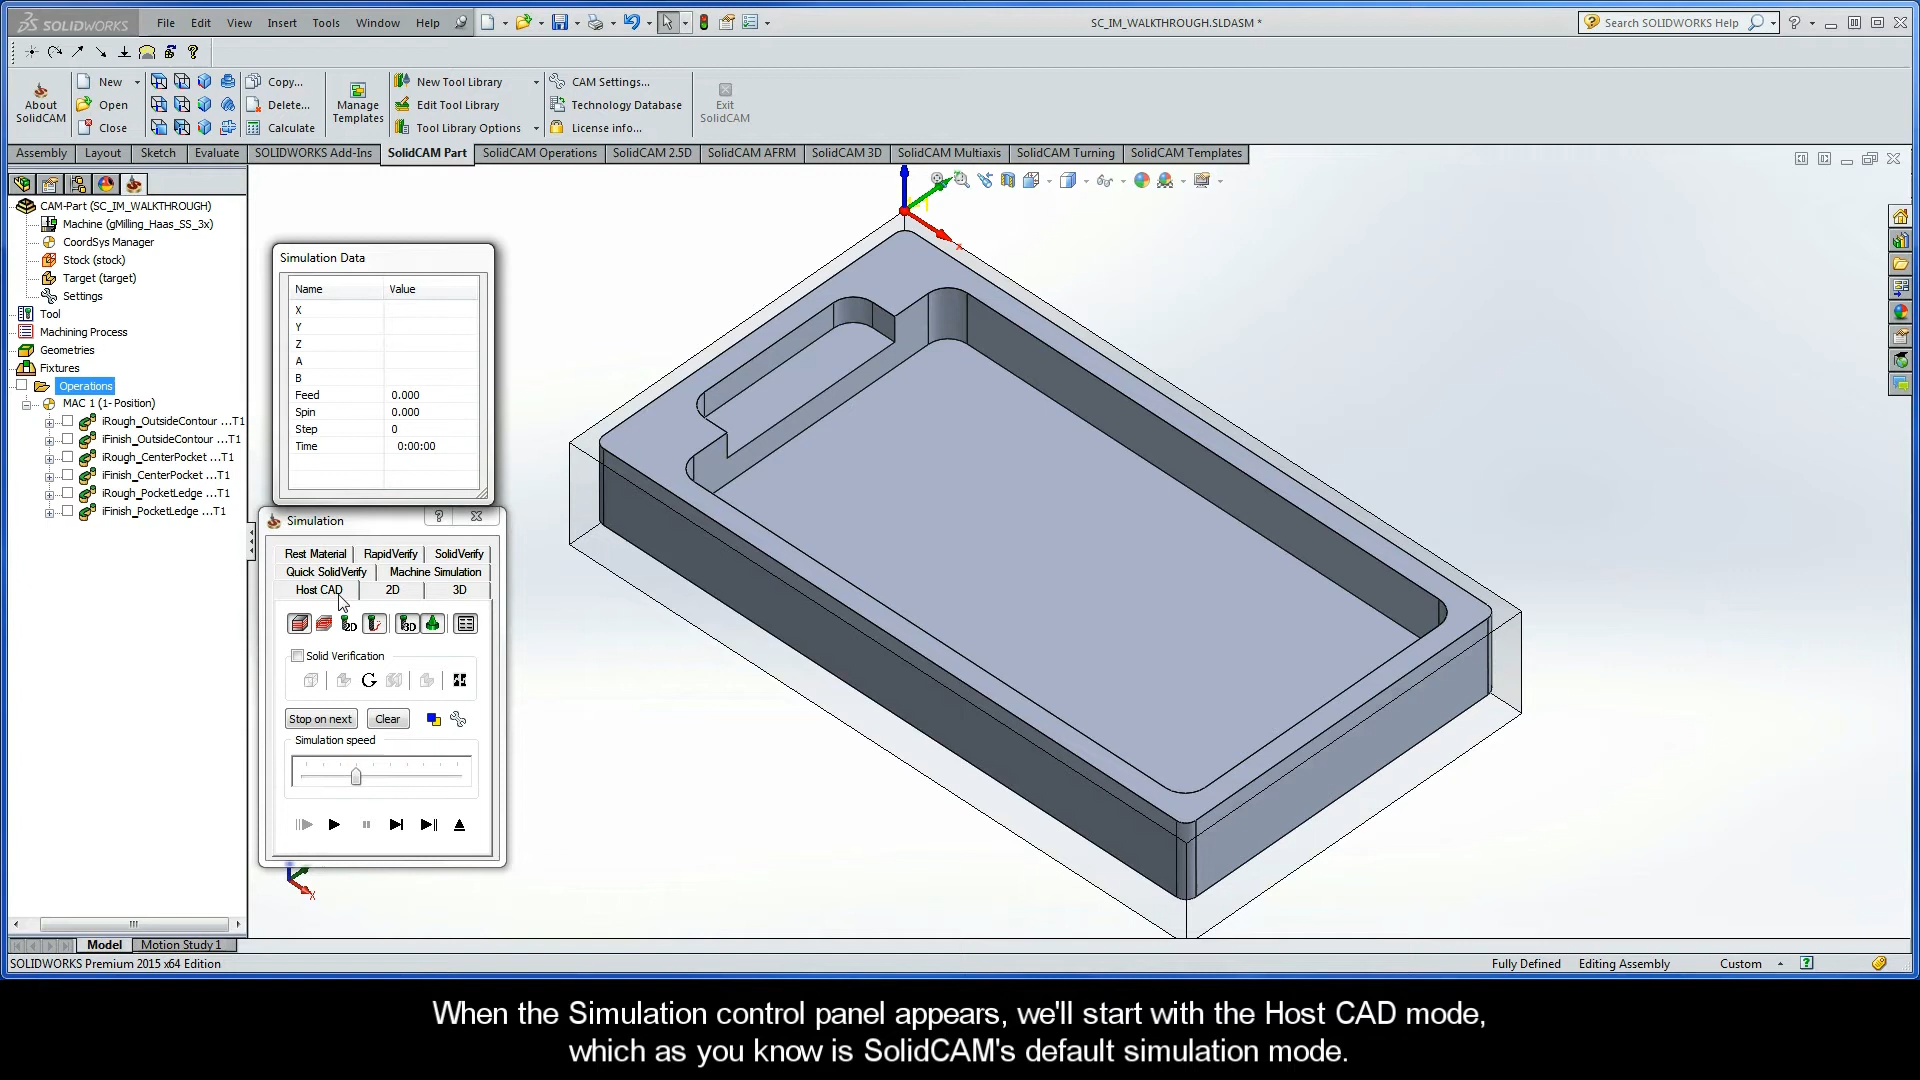 SOLIDWORKS File Edit View Insert Tools Window Help SC_IM_WALKTHROUGH.SLDASM * Search SOLIDWORKS Help
About SolidCAM
New
Open
Close
Copy...
Delete...
Calculate
Manage Templates
New Tool Library
Edit Tool Library
Tool Library Options
CAM Settings...
Technology Database
License info...
Exit SolidCAM
Assembly Layout Sketch Evaluate SOLIDWORKS Add-Ins SolidCAM Part SolidCAM Operations SolidCAM 2.5D SolidCAM AFRM SolidCAM 3D SolidCAM Multiaxis SolidCAM Turning SolidCAM Templates
CAM-Part (SC_IM_WALKTHROUGH)
Machine (gMilling_Haas_SS_3x)
CoordSys Manager
Stock (stock)
Target (target)
Settings
Tool
Machining Process
Geometries
Fixtures
Operations
MAC 1 (1- Position)
iRough_OutsideContour ...T1
iFinish_OutsideContour ...T1
iRough_CenterPocket ...T1
iFinish_CenterPocket ...T1
iRough_PocketLedge ...T1
iFinish_PocketLedge ...T1
Simulation Data
Name Value
X
Y
Z
A
B
Feed 0.000
Spin 0.000
Step 0
Time 0:00:00
Simulation
Rest Material RapidVerify SolidVerify
Quick SolidVerify Machine Simulation
Host CAD 2D 3D
2D 3D
Solid Verification
Stop on next Clear
Simulation speed
X
Model Motion Study 1
SOLIDWORKS Premium 2015 x64 Edition Fully Defined Editing Assembly Custom
When the Simulation control panel appears, we'll start with the Host CAD mode,
which as you know is SolidCAM's default simulation mode.